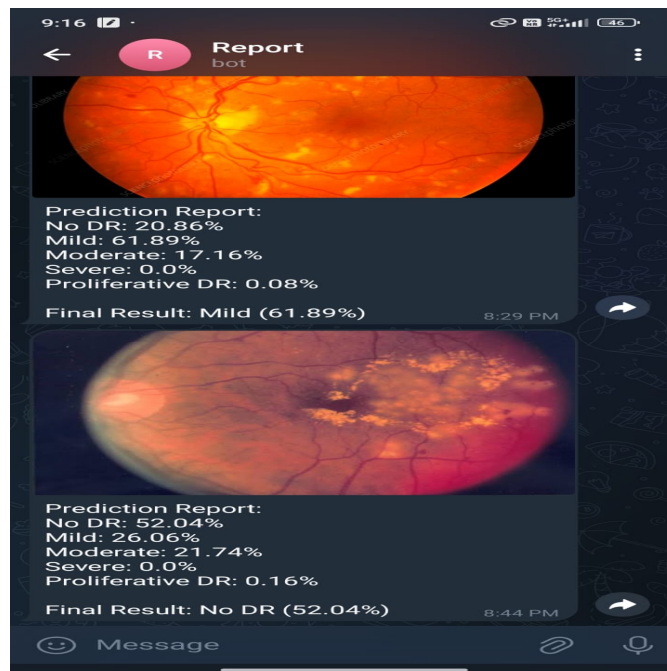 9:16
5G+
46
R
Report
bot
Prediction Report:
No DR: 20.86%
Mild: 61.89%
Moderate: 17.16%
Severe: 0.0%
Proliferative DR: 0.08%
Final Result: Mild (61.89%)
8:29 PM
Prediction Report:
No DR: 52.04%
Mild: 26.06%
Moderate: 21.74%
Severe: 0.0%
Proliferative DR: 0.16%
Final Result: No DR (52.04%)
8:44 PM
Message